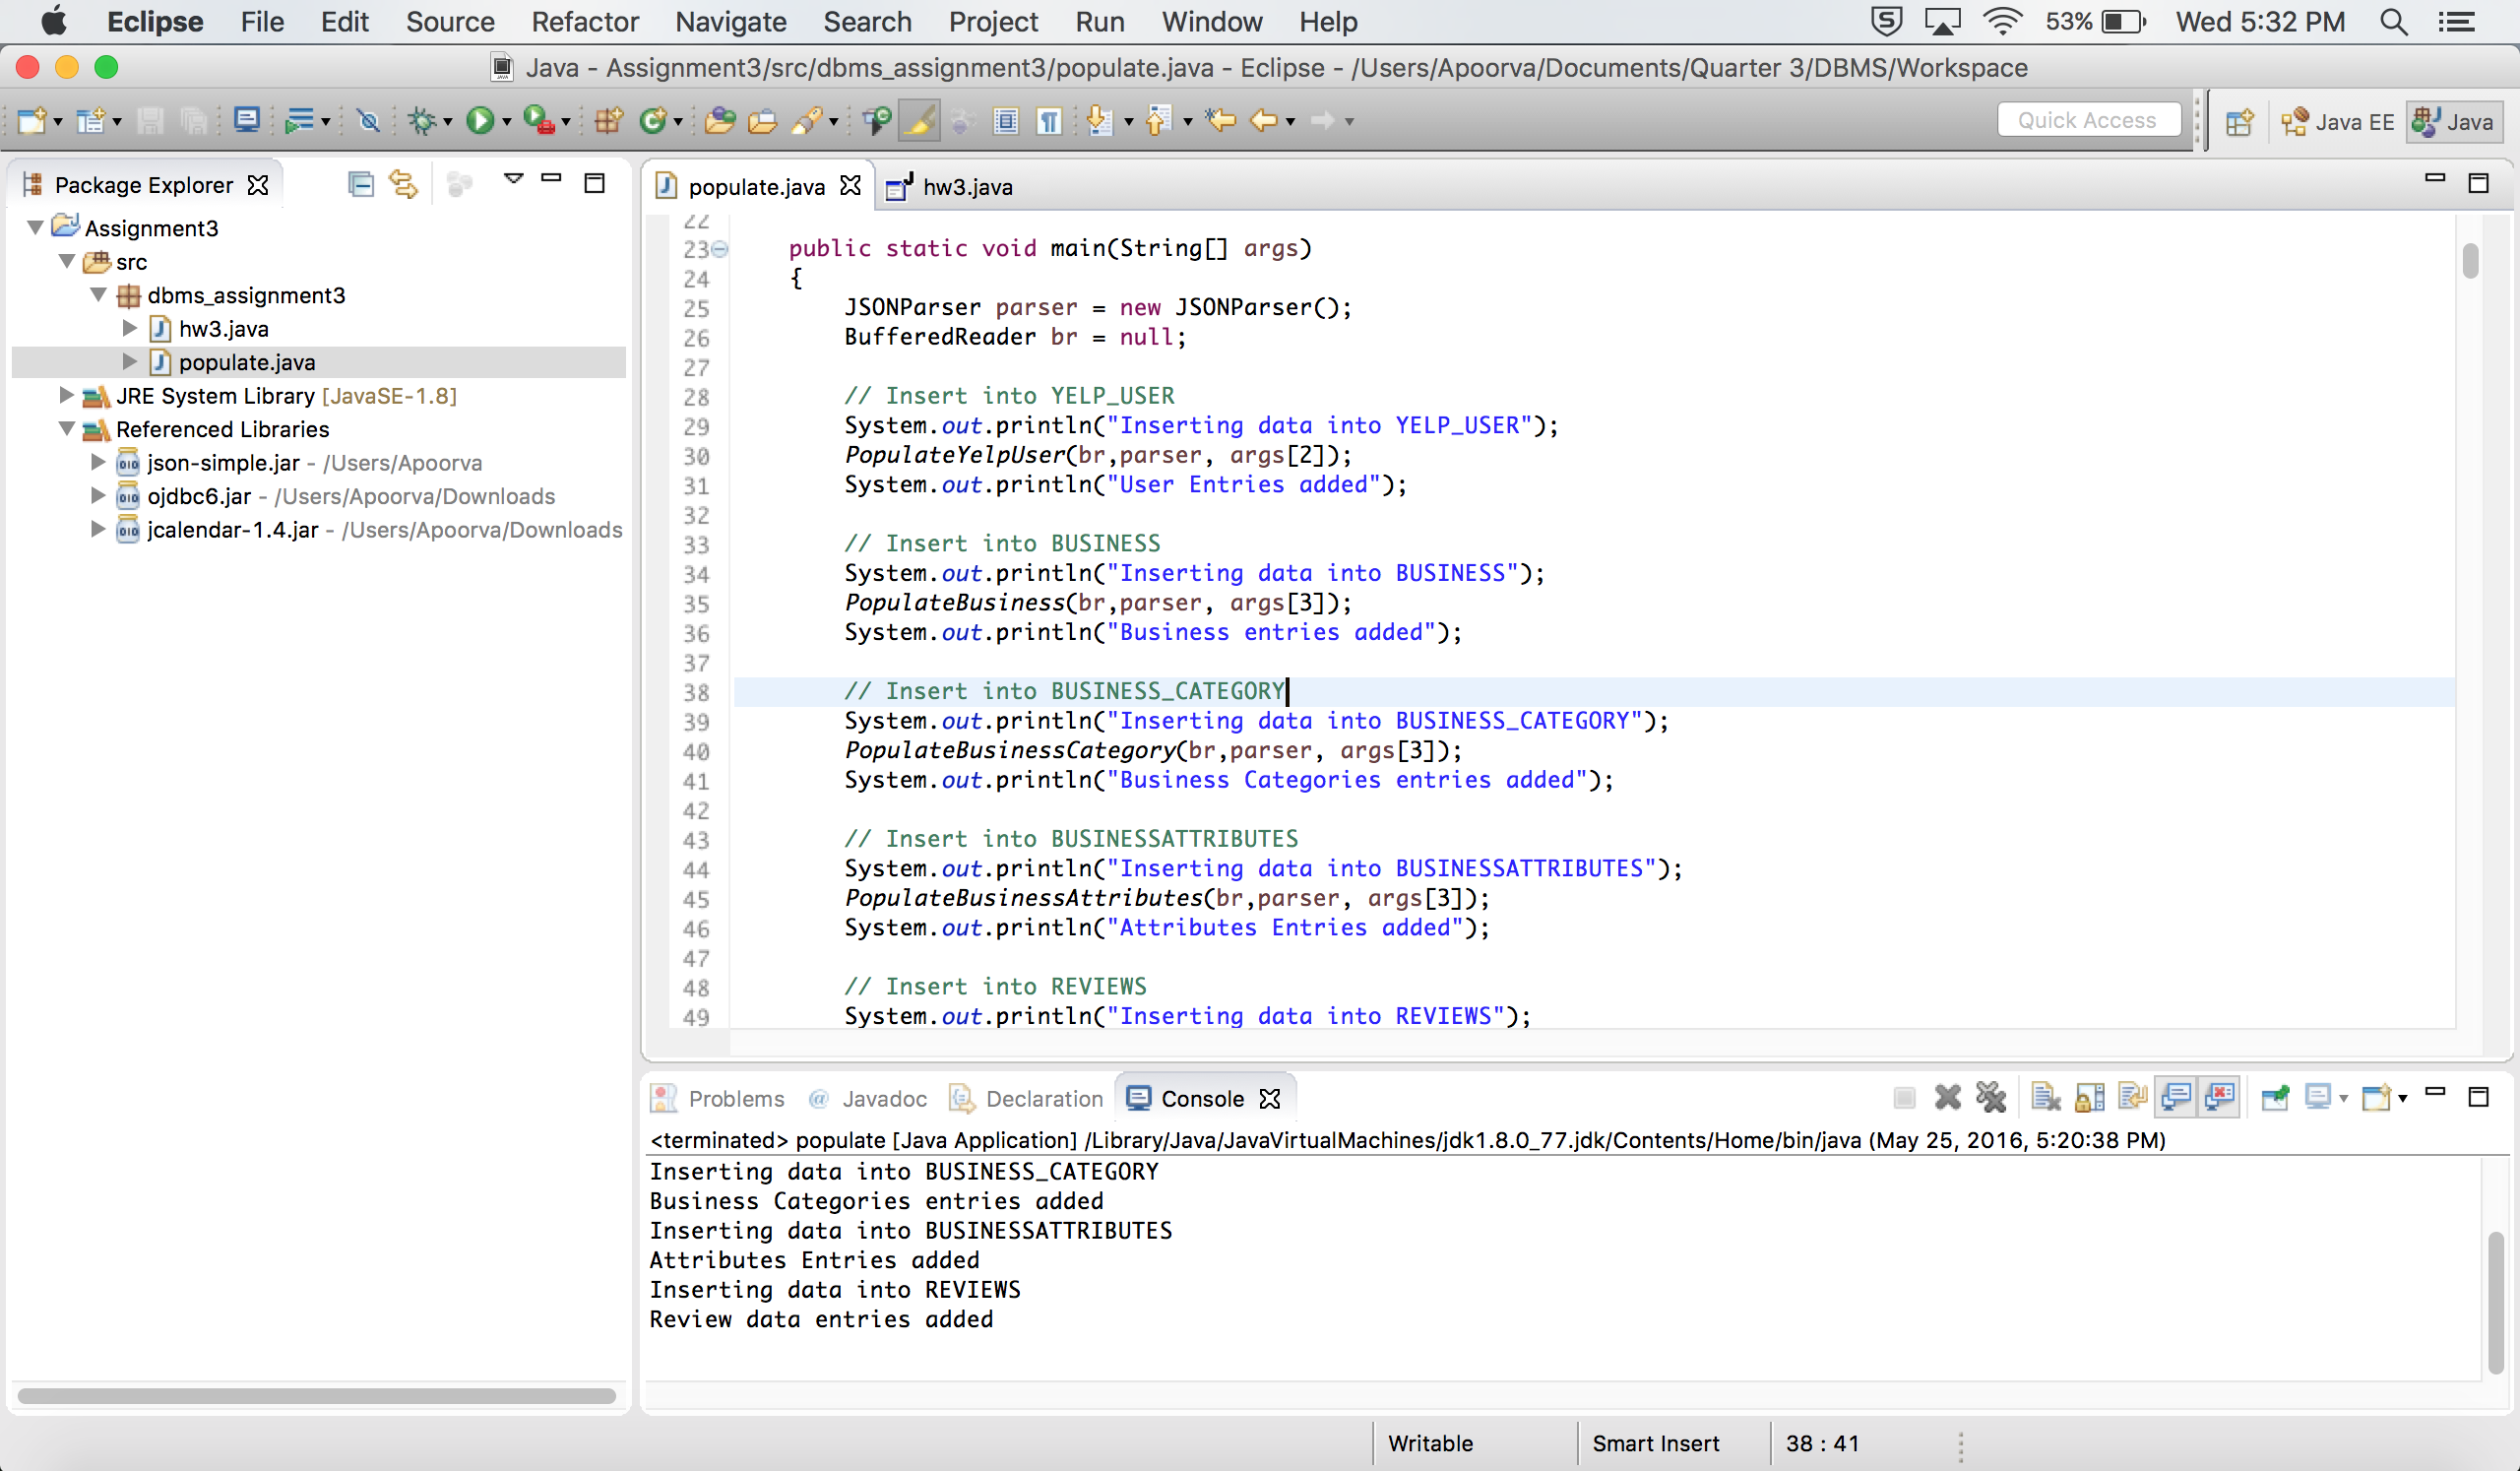 Eclipse File Edit Source Refactor Navigate Search Project Run Window Help 53% Wed 5:32 PM
Java - Assignment3/src/dbms_assignment3/populate.java - Eclipse - /Users/Apoorva/Documents/Quarter 3/DBMS/Workspace
Quick Access Java EE Java
Package Explorer
Assignment3
src
dbms_assignment3
hw3.java
populate.java
JRE System Library [JavaSE-1.8]
Referenced Libraries
json-simple.jar - /Users/Apoorva
ojdbc6.jar - /Users/Apoorva/Downloads
jcalendar-1.4.jar - /Users/Apoorva/Downloads
populate.java hw3.java
22
23 public static void main(String[] args)
24 {
25 JSONParser parser = new JSONParser();
26 BufferedReader br = null;
27
28 // Insert into YELP_USER
29 System.out.println("Inserting data into YELP_USER");
30 PopulateYelpUser(br,parser, args[2]);
31 System.out.println("User Entries added");
32
33 // Insert into BUSINESS
34 System.out.println("Inserting data into BUSINESS");
35 PopulateBusiness(br,parser, args[3]);
36 System.out.println("Business entries added");
37
38 // Insert into BUSINESS_CATEGORY
39 System.out.println("Inserting data into BUSINESS_CATEGORY");
40 PopulateBusinessCategory(br,parser, args[3]);
41 System.out.println("Business Categories entries added");
42
43 // Insert into BUSINESSATTRIBUTES
44 System.out.println("Inserting data into BUSINESSATTRIBUTES");
45 PopulateBusinessAttributes(br,parser, args[3]);
46 System.out.println("Attributes Entries added");
47
48 // Insert into REVIEWS
49 System.out.println("Inserting data into REVIEWS");
Problems Javadoc Declaration Console
<terminated> populate [Java Application] /Library/Java/JavaVirtualMachines/jdk1.8.0_77.jdk/Contents/Home/bin/java (May 25, 2016, 5:20:38 PM)
Inserting data into BUSINESS_CATEGORY
Business Categories entries added
Inserting data into BUSINESSATTRIBUTES
Attributes Entries added
Inserting data into REVIEWS
Review data entries added
Writable Smart Insert 38 : 41